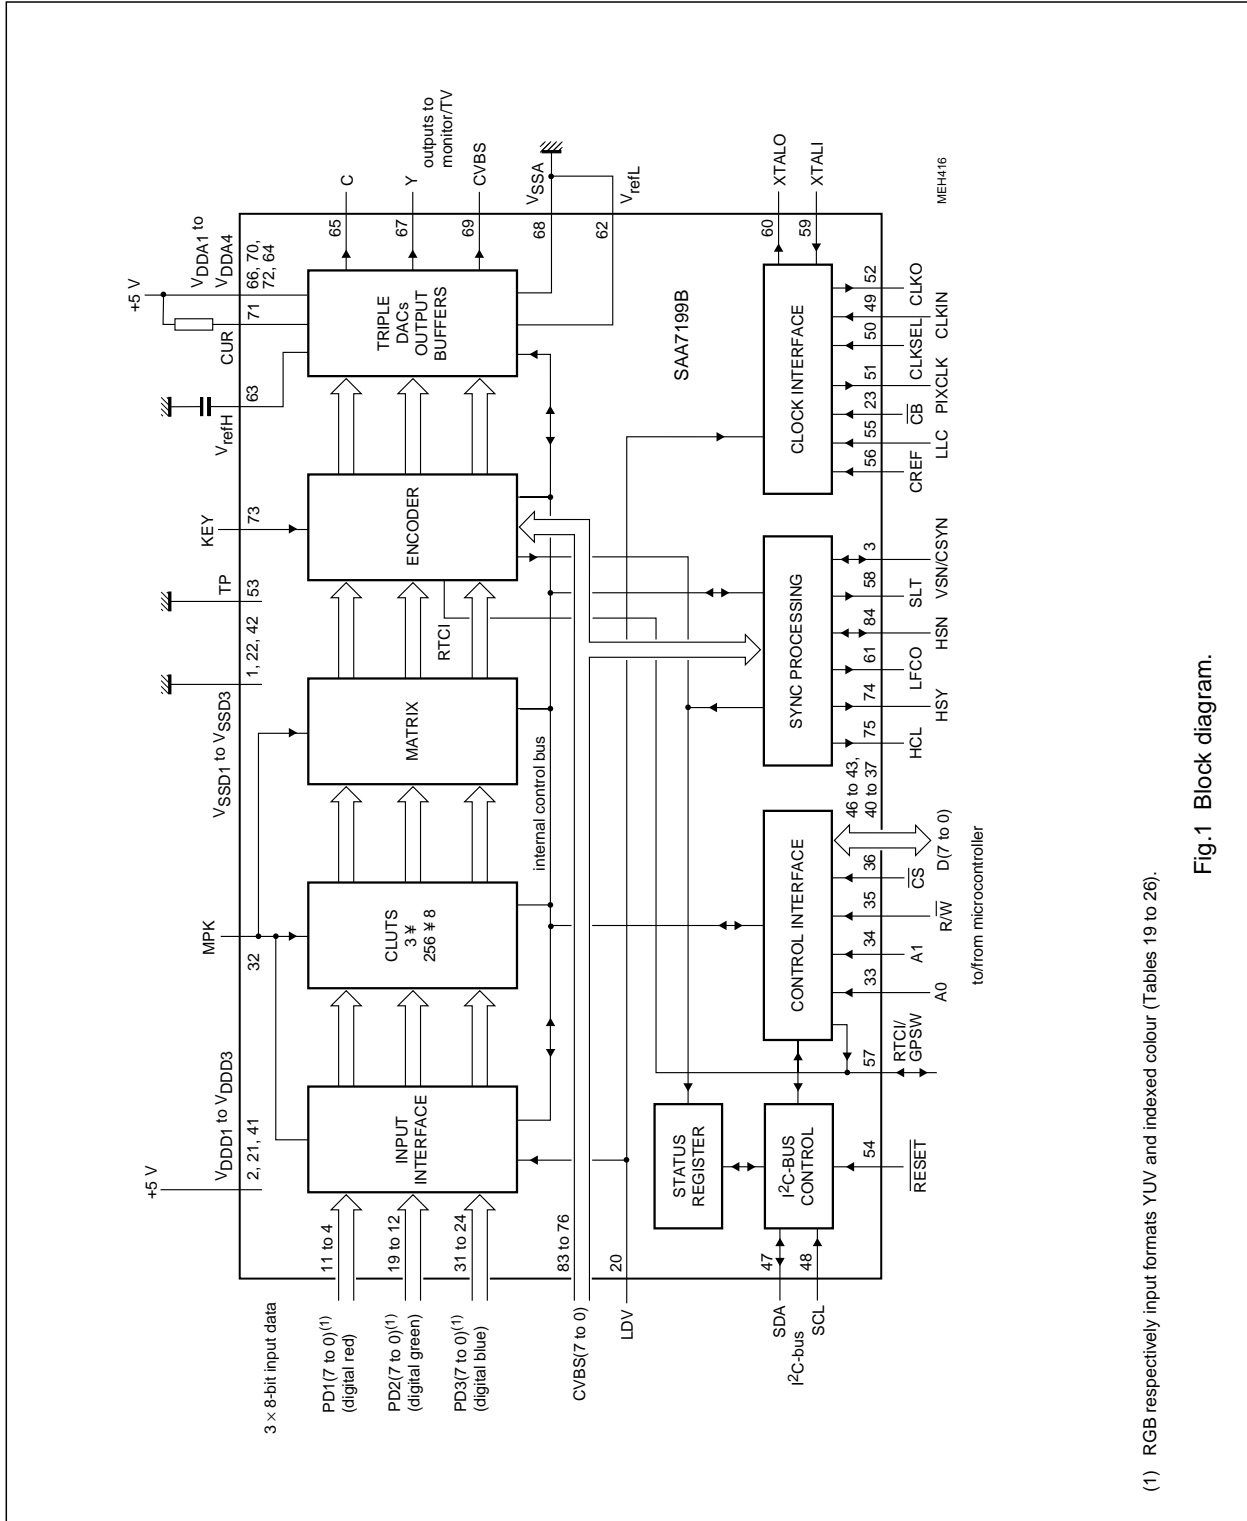 +5 V
VDDD1 to VDDD3
2, 21, 41
MPK
32
VSSD1 to VSSD3
1, 22, 42
TP
53
KEY
73
VrefH
63
CUR
71
+5 V
VDDA1 to
VDDA4
66, 70,
72, 64
3 × 8-bit input data
PD1(7 to 0)(1)
(digital red)
11 to 4
PD2(7 to 0)(1)
(digital green)
19 to 12
PD3(7 to 0)(1)
(digital blue)
31 to 24
INPUT
INTERFACE
CLUTS
3 ¥
256 ¥ 8
MATRIX
ENCODER
TRIPLE
DACs
OUTPUT
BUFFERS
65
C
67
Y
outputs to
monitor/TV
69
CVBS
68
VSSA
62
VrefL
RTCI
internal control bus
CVBS(7 to 0)
83 to 76
LDV
20
SAA7199B
STATUS
REGISTER
I2C-BUS
CONTROL
CONTROL INTERFACE
SYNC PROCESSING
CLOCK INTERFACE
60
XTALO
59
XTALI
SDA
47
I2C-bus
SCL
48
54
RESET
57
RTCI/
GPSW
33
A0
34
A1
35
R/W
36
CS
46 to 43,
40 to 37
D(7 to 0)
to/from microcontroller
75
HCL
74
HSY
61
LFCO
84
HSN
58
SLT
3
VSN/CSYN
56
CREF
55
LLC
23
CB
51
PIXCLK
50
CLKSEL
49
CLKIN
52
CLKO
MEH416
(1) RGB respectively input formats YUV and indexed colour (Tables 19 to 26).
Fig.1 Block diagram.